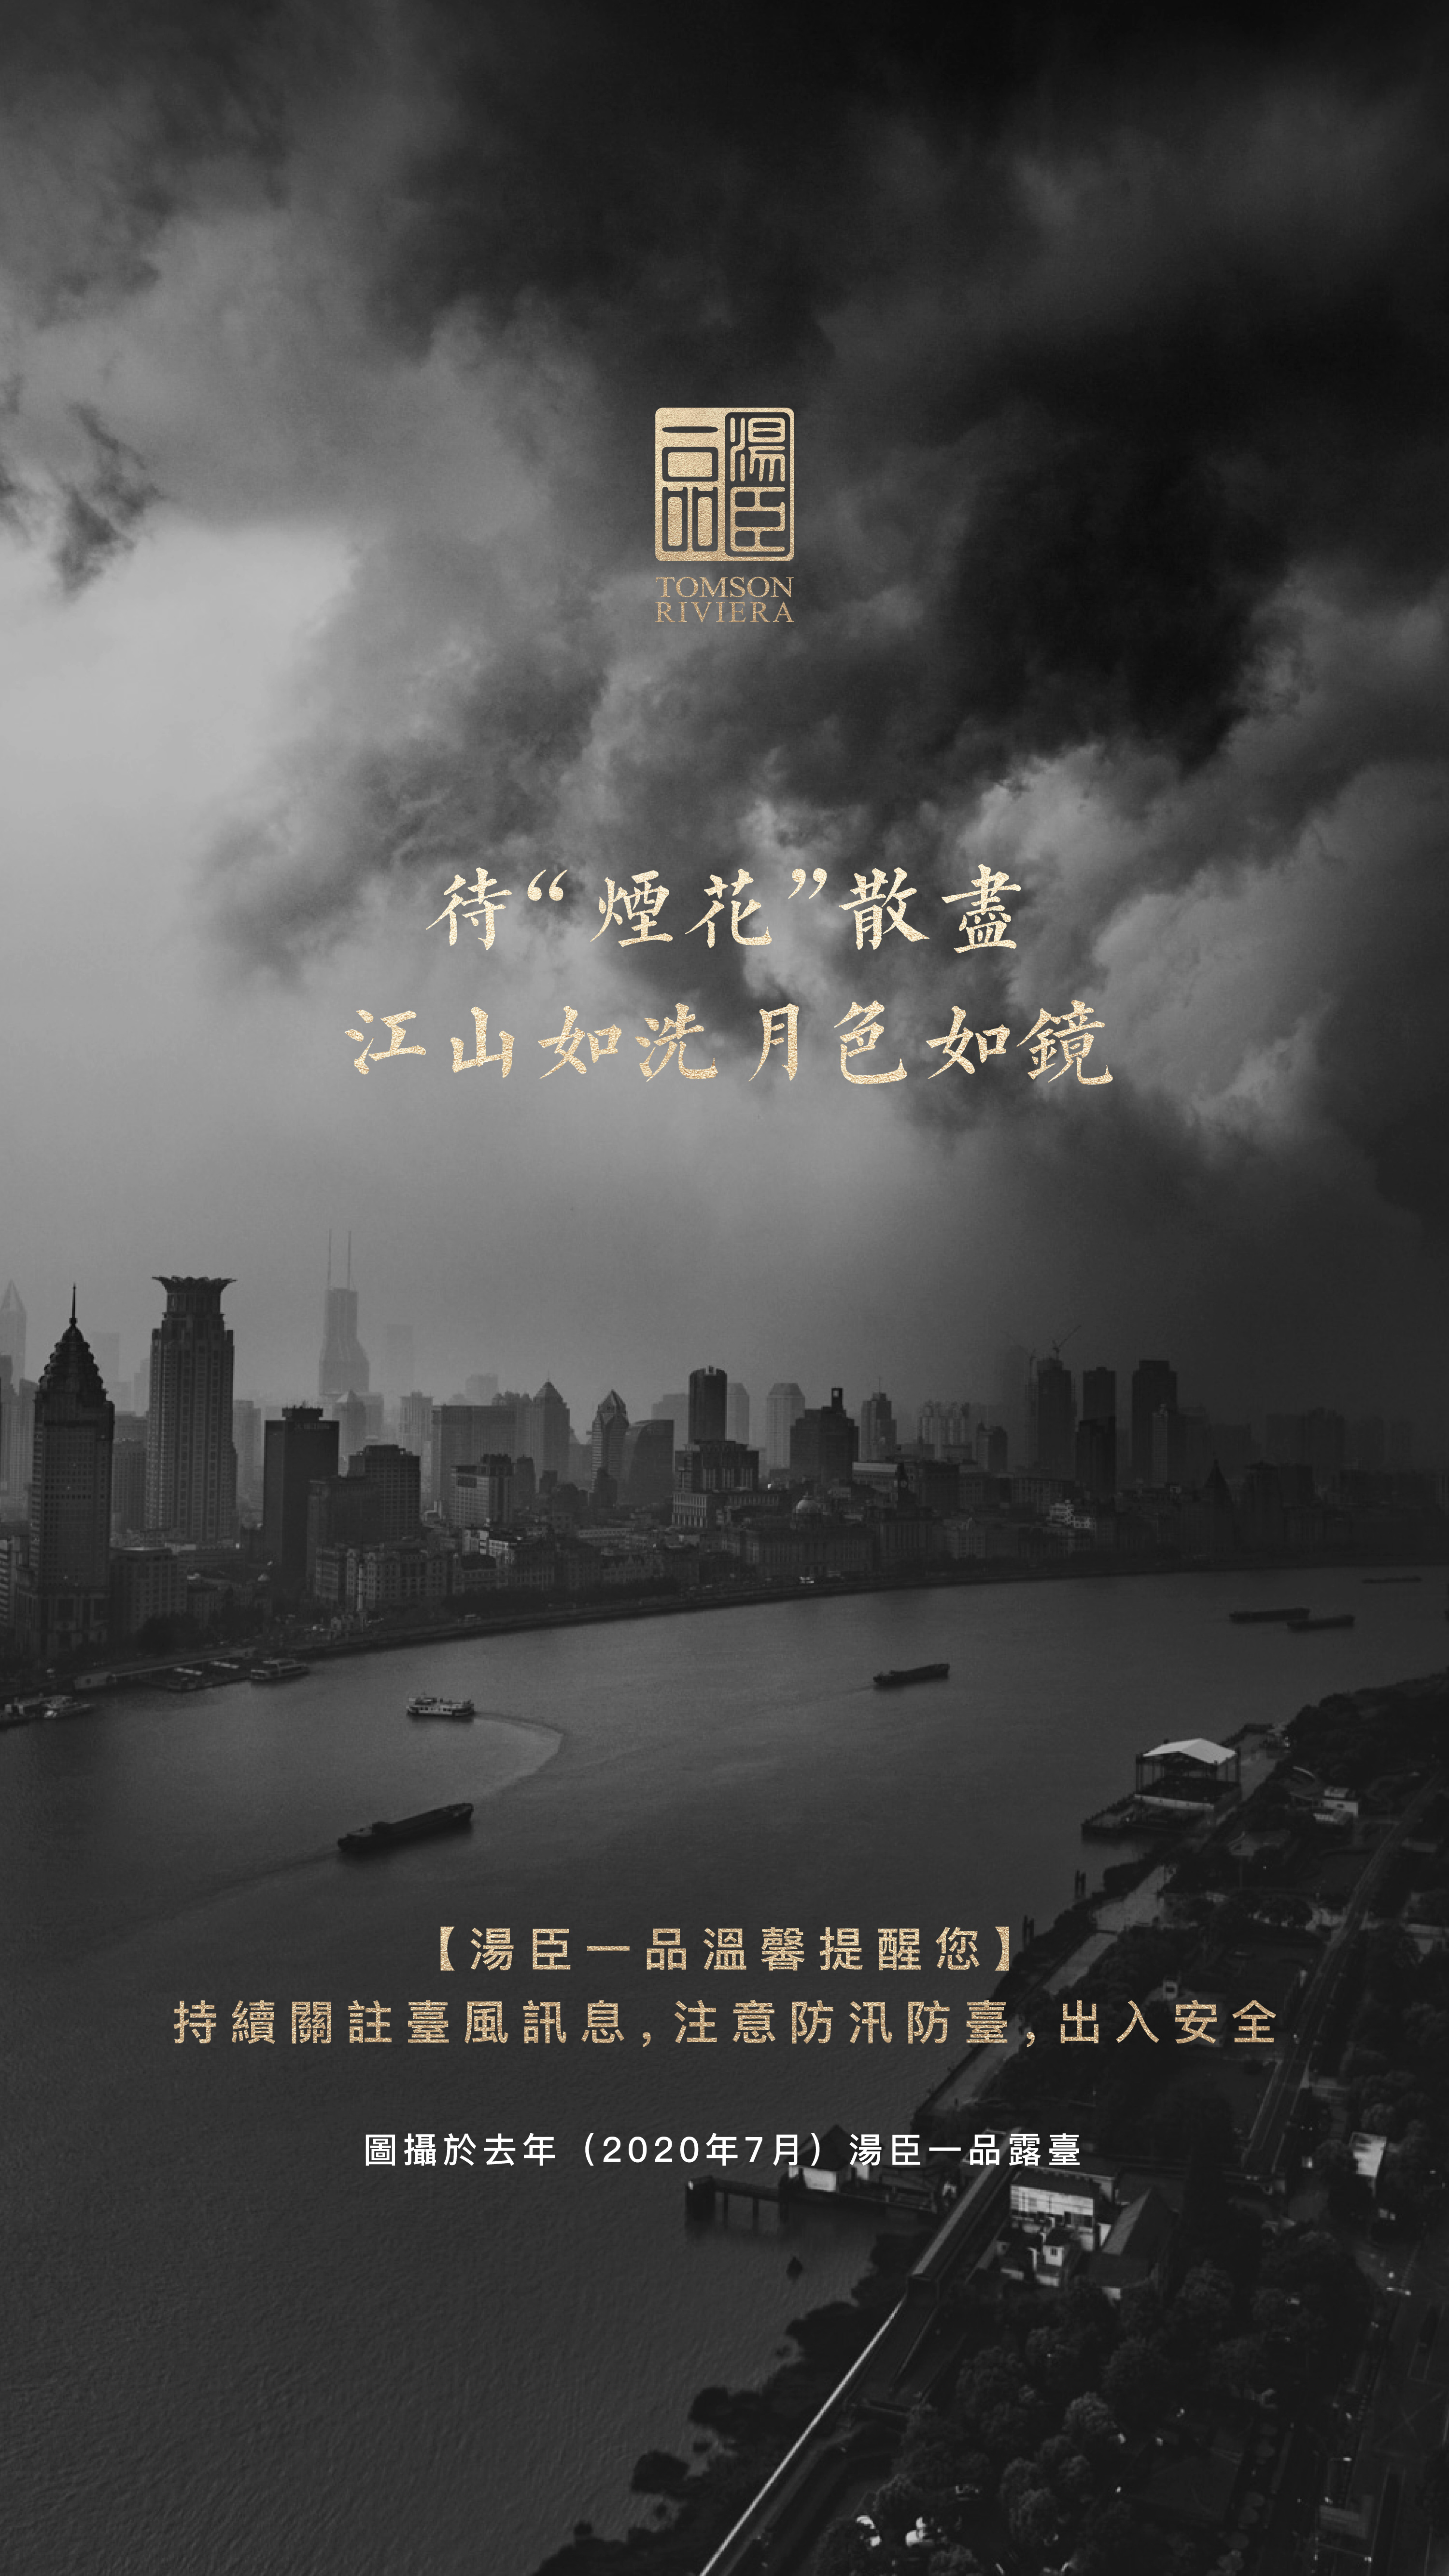 湯臣一品
TOMSON
RIVIERA
待“煙花”散盡
江山如洗 月色如鏡
【湯臣一品溫馨提醒您】
持續關註臺風訊息,注意防汛防臺,出入安全
圖攝於去年（2020年7月）湯臣一品露臺